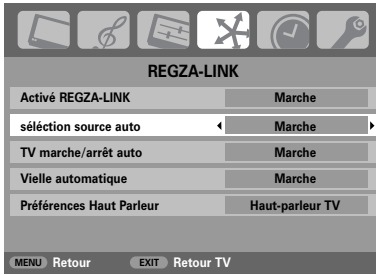 REGZA-LINK
Activé REGZA-LINK Marche
séléction source auto Marche
TV marche/arrêt auto Marche
Vielle automatique Marche
Préférences Haut Parleur Haut-parleur TV
MENU Retour EXIT Retour TV